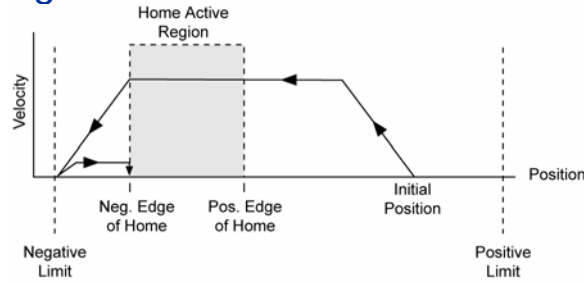 Home Active
Region
Velocity
Position
Neg. Edge
of Home
Pos. Edge
of Home
Initial
Position
Negative
Limit
Positive
Limit